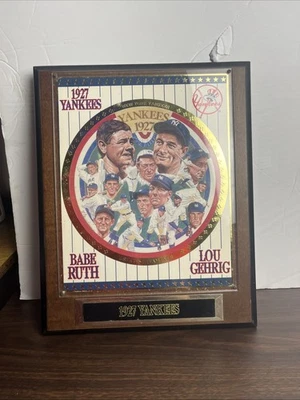 1927
YANKEES
YANKEES
1927
BABE
RUTH
LOU
GEHRIG
1927 YANKEES